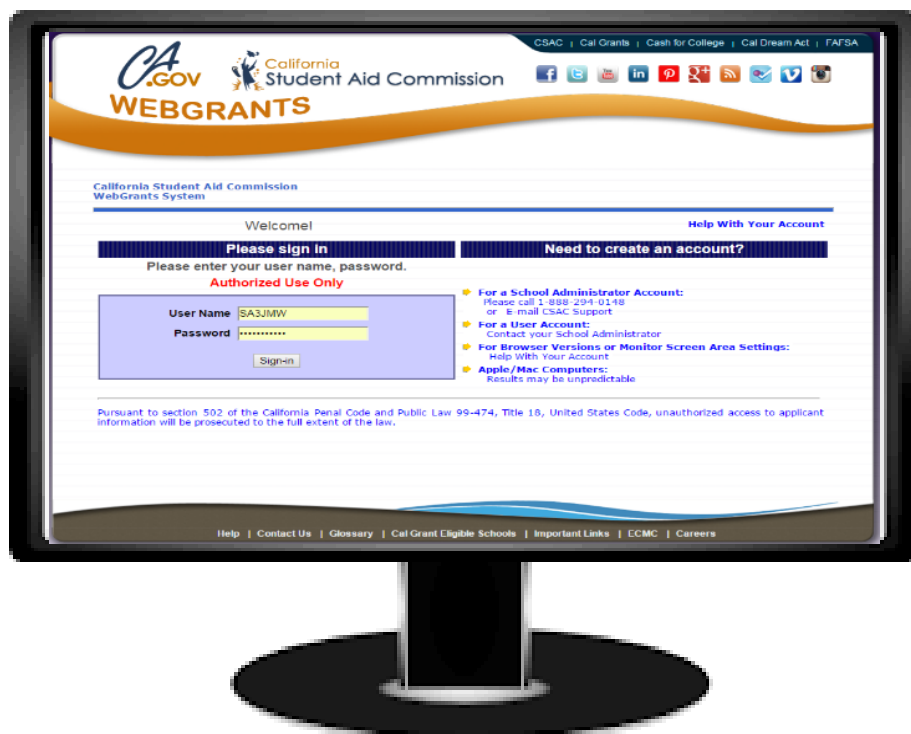 CSAC | Cal Grants | Cash for College | Cal Dream Act | FAFSA
CA.GOV
California
Student Aid Commission
WEBGRANTS
California Student Aid Commission
WebGrants System
Welcome!
Help With Your Account
Please sign in
Need to create an account?
Please enter your user name, password.
Authorized Use Only
User Name SA3JMW
Password •••••••••••
Sign-in
For a School Administrator Account:
Please call 1-888-294-0148
or E-mail CSAC Support
For a User Account:
Contact your School Administrator
For Browser Versions or Monitor Screen Area Settings:
Help With Your Account
Apple/Mac Computers:
Results may be unpredictable
Pursuant to section 502 of the California Penal Code and Public Law 99-474, Title 18, United States Code, unauthorized access to applicant
information will be prosecuted to the full extent of the law.
Help | Contact Us | Glossary | Cal Grant Eligible Schools | Important Links | ECMC | Careers